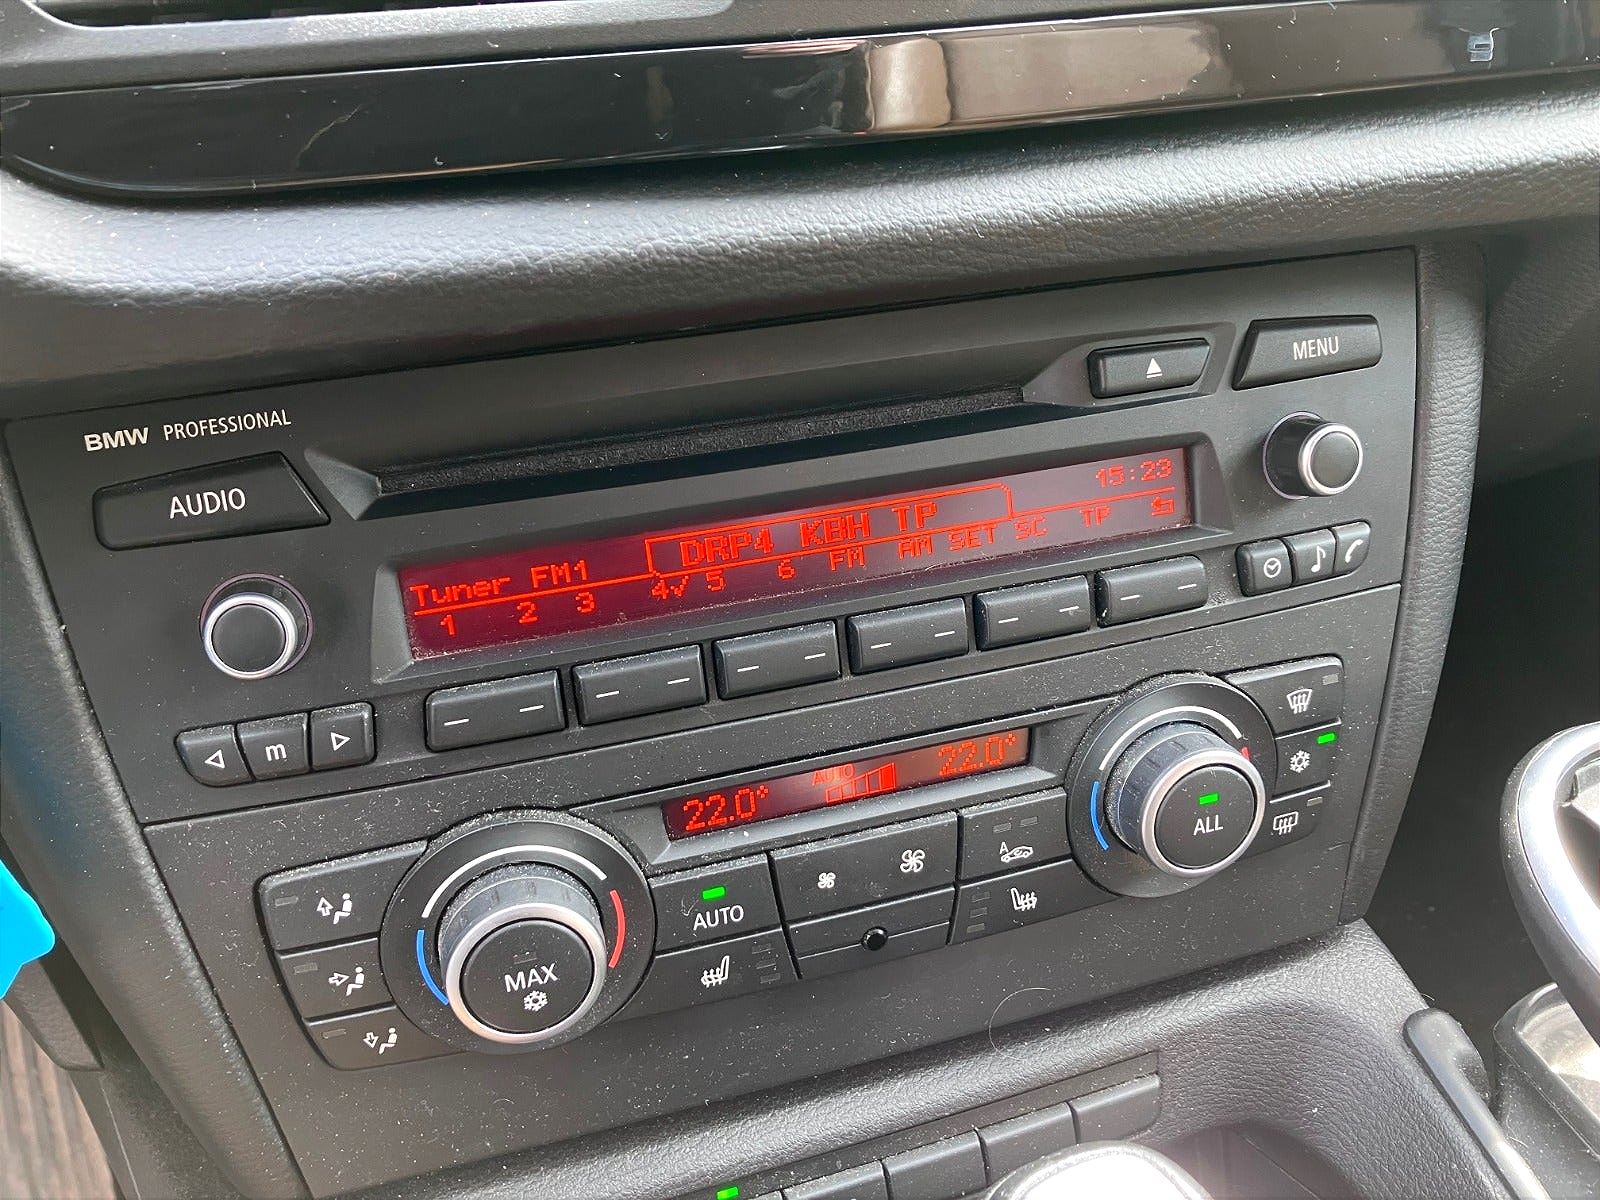 MENU
BMW PROFESSIONAL
AUDIO
15:23
Tuner FM1 DRP4 KBH TP
1 2 3 4✓ 5 6 FM AM SET SC TP
m
22.0° AUTO 22.0°
ALL
A
AUTO
MAX